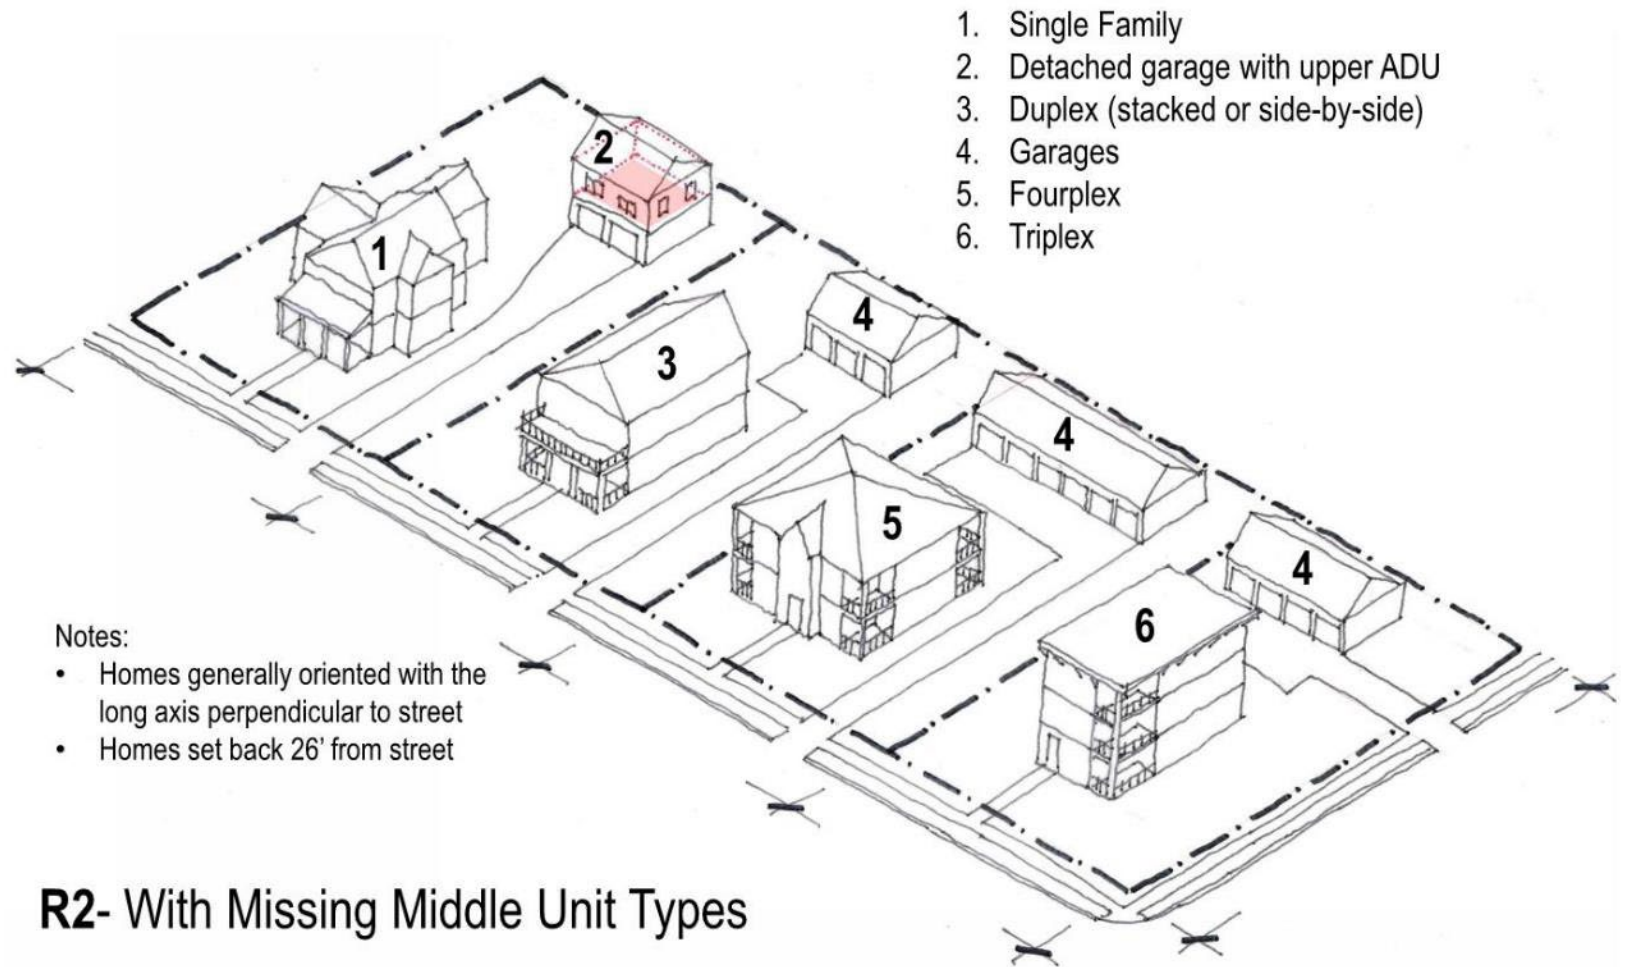 1. Single Family
2. Detached garage with upper ADU
3. Duplex (stacked or side-by-side)
4. Garages
5. Fourplex
6. Triplex
2
1
4
3
4
5
4
6
Notes:
• Homes generally oriented with the
long axis perpendicular to street
• Homes set back 26’ from street
R2- With Missing Middle Unit Types